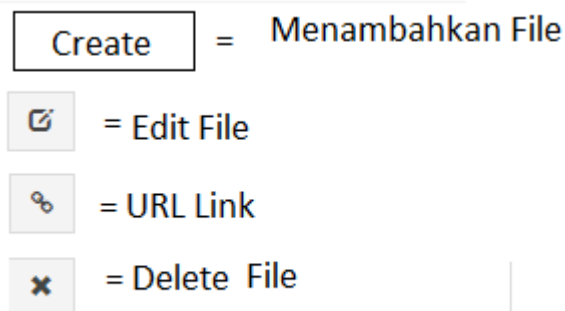 Create = Menambahkan File
= Edit File
= URL Link
= Delete File